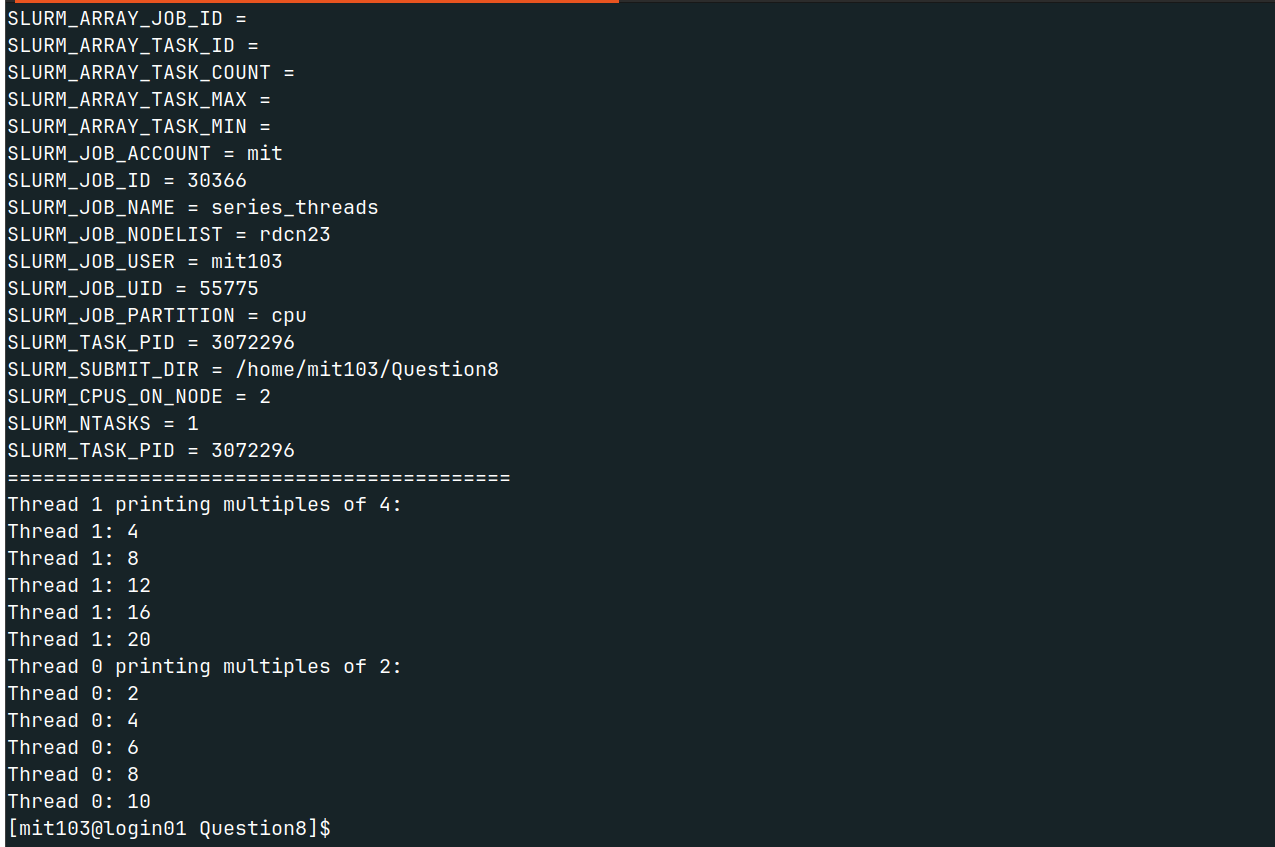 SLURM_ARRAY_JOB_ID =
SLURM_ARRAY_TASK_ID =
SLURM_ARRAY_TASK_COUNT =
SLURM_ARRAY_TASK_MAX =
SLURM_ARRAY_TASK_MIN =
SLURM_JOB_ACCOUNT = mit
SLURM_JOB_ID = 30366
SLURM_JOB_NAME = series_threads
SLURM_JOB_NODELIST = rdcn23
SLURM_JOB_USER = mit103
SLURM_JOB_UID = 55775
SLURM_JOB_PARTITION = cpu
SLURM_TASK_PID = 3072296
SLURM_SUBMIT_DIR = /home/mit103/Question8
SLURM_CPUS_ON_NODE = 2
SLURM_NTASKS = 1
SLURM_TASK_PID = 3072296
==========================================
Thread 1 printing multiples of 4:
Thread 1: 4
Thread 1: 8
Thread 1: 12
Thread 1: 16
Thread 1: 20
Thread 0 printing multiples of 2:
Thread 0: 2
Thread 0: 4
Thread 0: 6
Thread 0: 8
Thread 0: 10
[mit103@login01 Question8]$